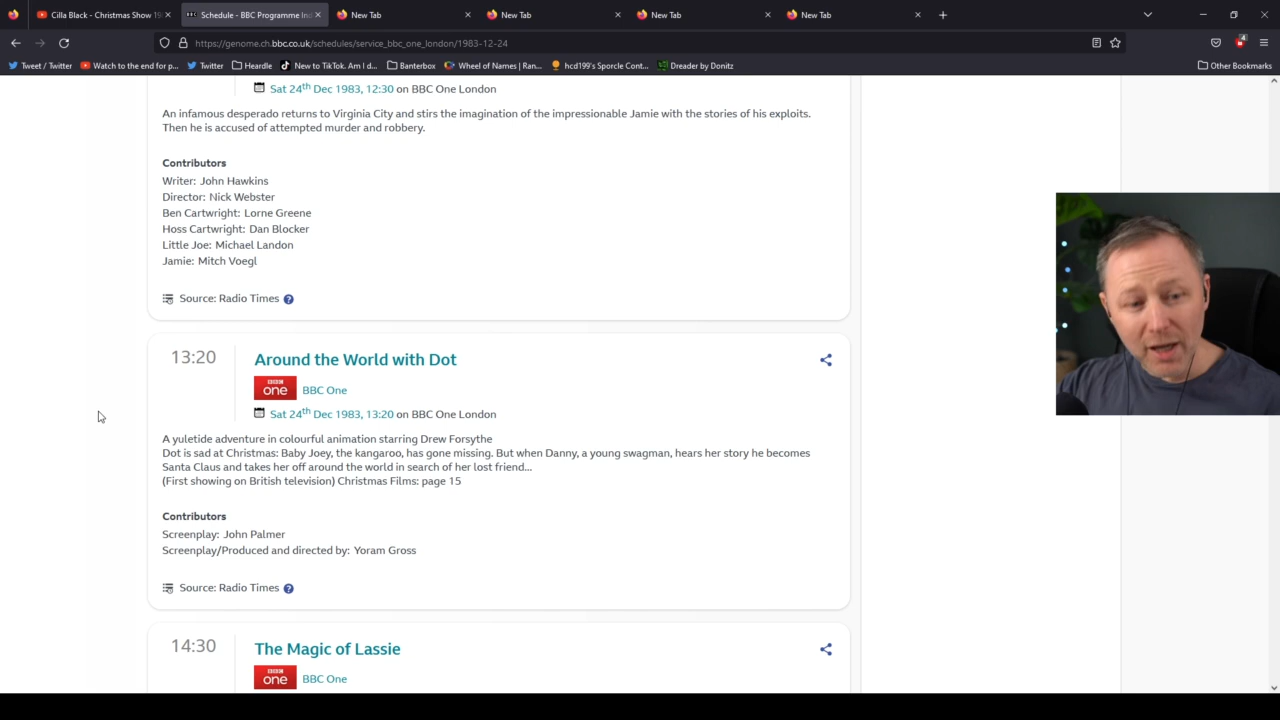 Cilla Black - Christmas Show 19
Schedule - BBC Programme In
New Tab
New Tab
New Tab
New Tab
https://genome.ch.bbc.co.uk/schedules/service_bbc_one_london/1983-12-24
4
Tweet / Twitter
Watch to the end for p...
Twitter
Heardle
New to TikTok. Am I d...
Banterbox
Wheel of Names | Ran...
hcd199's Sporcle Cont...
Dreader by Donitz
Other Bookmarks
Sat 24th Dec 1983, 12:30 on BBC One London
An infamous desperado returns to Virginia City and stirs the imagination of the impressionable Jamie with the stories of his exploits.
Then he is accused of attempted murder and robbery.
Contributors
Writer: John Hawkins
Director: Nick Webster
Ben Cartwright: Lorne Greene
Hoss Cartwright: Dan Blocker
Little Joe: Michael Landon
Jamie: Mitch Voegl
Source: Radio Times ?
13:20
Around the World with Dot
BBC one
BBC One
Sat 24th Dec 1983, 13:20 on BBC One London
A yuletide adventure in colourful animation starring Drew Forsythe
Dot is sad at Christmas: Baby Joey, the kangaroo, has gone missing. But when Danny, a young swagman, hears her story he becomes
Santa Claus and takes her off around the world in search of her lost friend...
(First showing on British television) Christmas Films: page 15
Contributors
Screenplay: John Palmer
Screenplay/Produced and directed by: Yoram Gross
Source: Radio Times ?
14:30
The Magic of Lassie
BBC one
BBC One